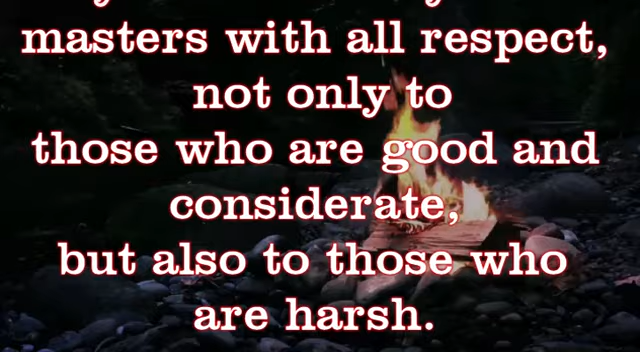 masters with all respect,
not only to
those who are good and
considerate,
but also to those who
are harsh.